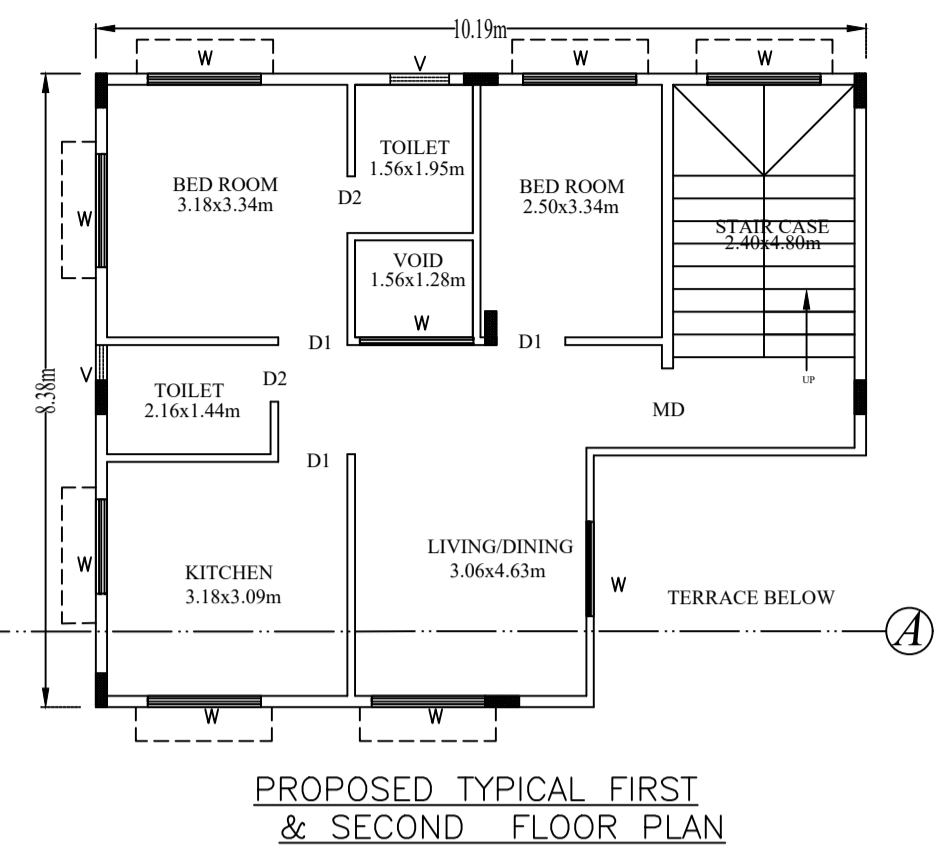 10.19m
W
V
W
W
TOILET
1.56x1.95m
BED ROOM
3.18x3.34m
BED ROOM
2.50x3.34m
D2
W
STAIR CASE
2.40x4.80m
VOID
1.56x1.28m
W
D1
D1
V
D2
UP
8.38m
TOILET
2.16x1.44m
MD
D1
LIVING/DINING
3.06x4.63m
W
KITCHEN
3.18x3.09m
W
TERRACE BELOW
A
W
W
PROPOSED TYPICAL FIRST
& SECOND FLOOR PLAN